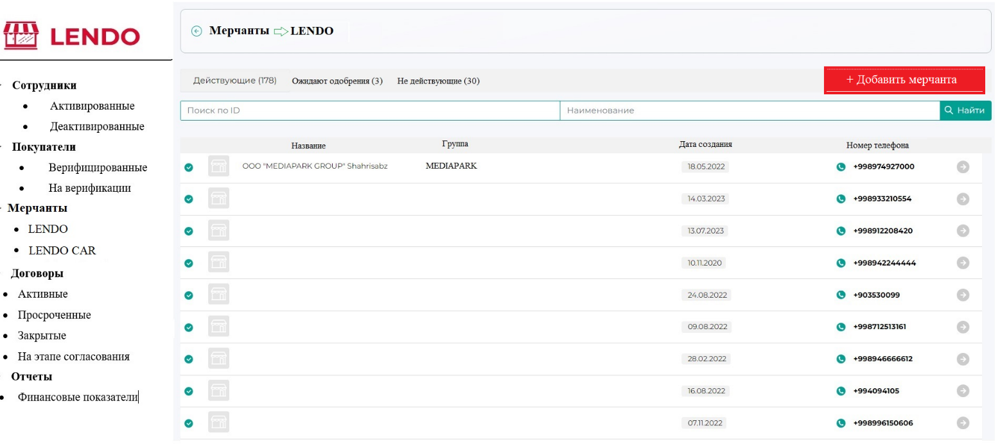 LENDO
Сотрудники
Активированные
Деактивированные
Покупатели
Верифицированные
На верификации
Мерчанты
LENDO
LENDO CAR
Договоры
Активные
Просроченные
Закрытые
На этапе согласования
Отчеты
Финансовые показатели
Мерчанты LENDO
Действующие (178) Ожидают одобрения (3) Не действующие (30) + Добавить мерчанта
Поиск по ID Наименование Найти
Название Группа Дата создания Номер телефона
ООО "MEDIAPARK GROUP" Shahrisabz MEDIAPARK 18.05.2022 +998974927000
14.03.2023 +998933210554
13.07.2023 +998912208420
10.11.2020 +998942244444
24.08.2022 +903530099
09.08.2022 +998712513161
28.02.2022 +998946666612
16.08.2022 +994094105
07.11.2022 +998996150606